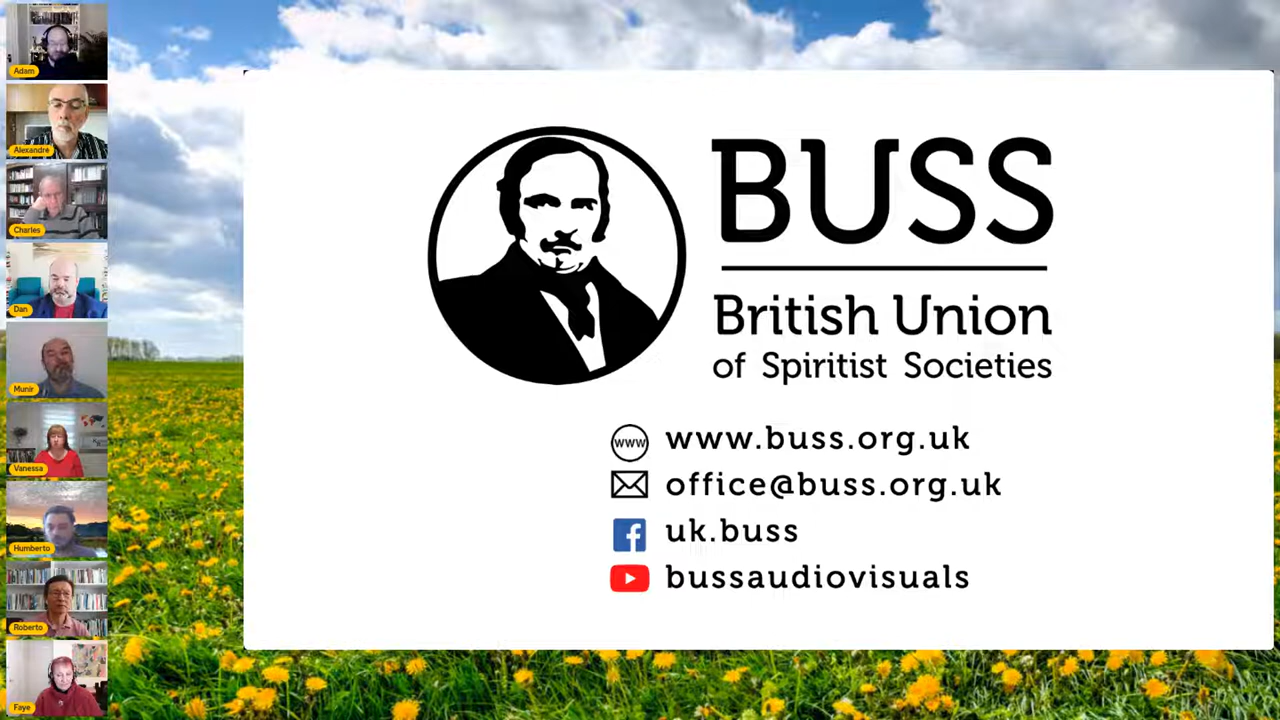 Adam
Alexandre
Charles
Dan
Munir
Vanessa
Humberto
Roberto
Faye
BUSS
British Union
of Spiritist Societies
www www.buss.org.uk
office@buss.org.uk
uk.buss
bussaudiovisuals